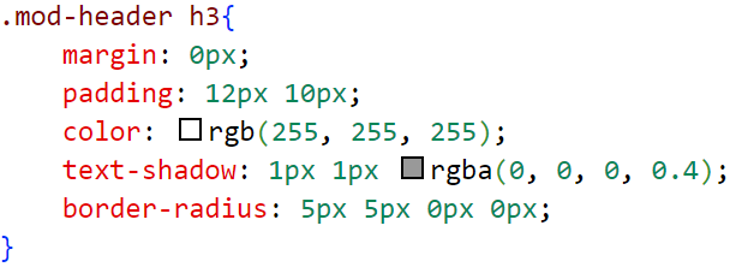 .mod-header h3{
    margin: 0px;
    padding: 12px 10px;
    color: rgb(255, 255, 255);
    text-shadow: 1px 1px rgba(0, 0, 0, 0.4);
    border-radius: 5px 5px 0px 0px;
}